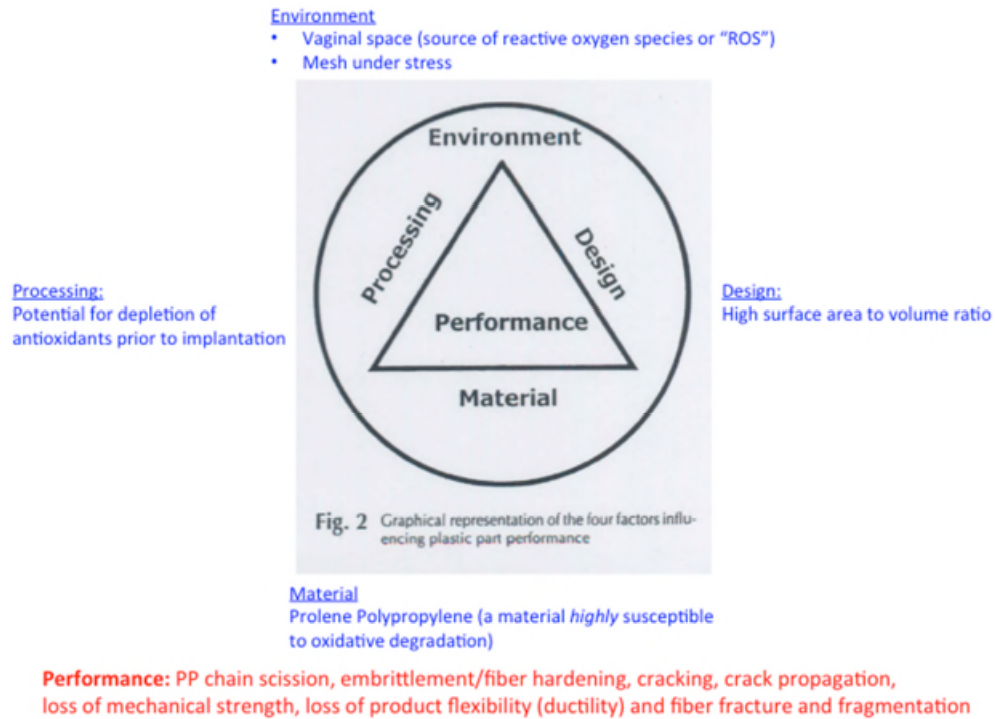 Environment
• Vaginal space (source of reactive oxygen species or “ROS”)
• Mesh under stress
Environment
Processing
Design
Performance
Material
Processing:
Potential for depletion of
antioxidants prior to implantation
Design:
High surface area to volume ratio
Fig. 2 Graphical representation of the four factors influ-
encing plastic part performance
Material
Prolene Polypropylene (a material highly susceptible
to oxidative degradation)
Performance: PP chain scission, embrittlement/fiber hardening, cracking, crack propagation,
loss of mechanical strength, loss of product flexibility (ductility) and fiber fracture and fragmentation